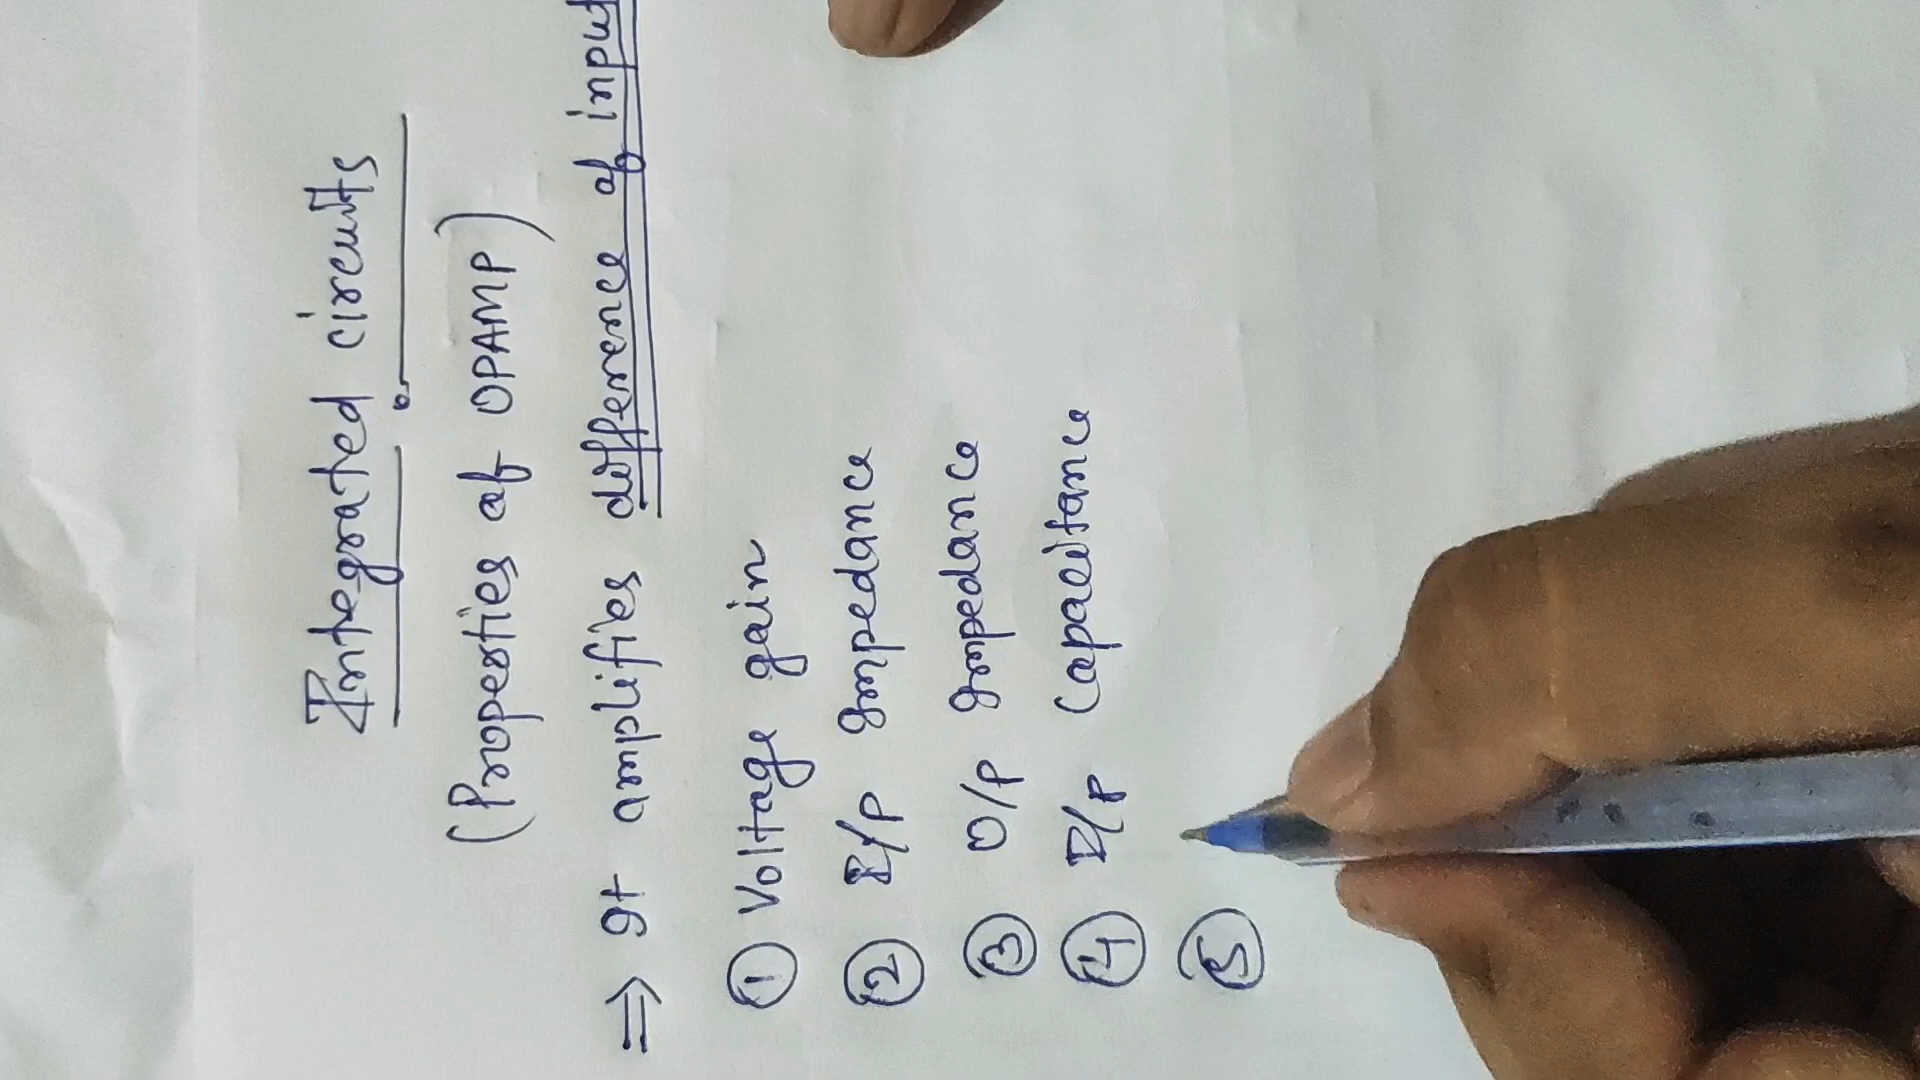 Integrated circuits
(Properties of OPAMP)
⇒ It amplifies difference of input
① Voltage gain
② I/P Impedance
③ O/P Impedance
④ I/P Capacitance
⑤